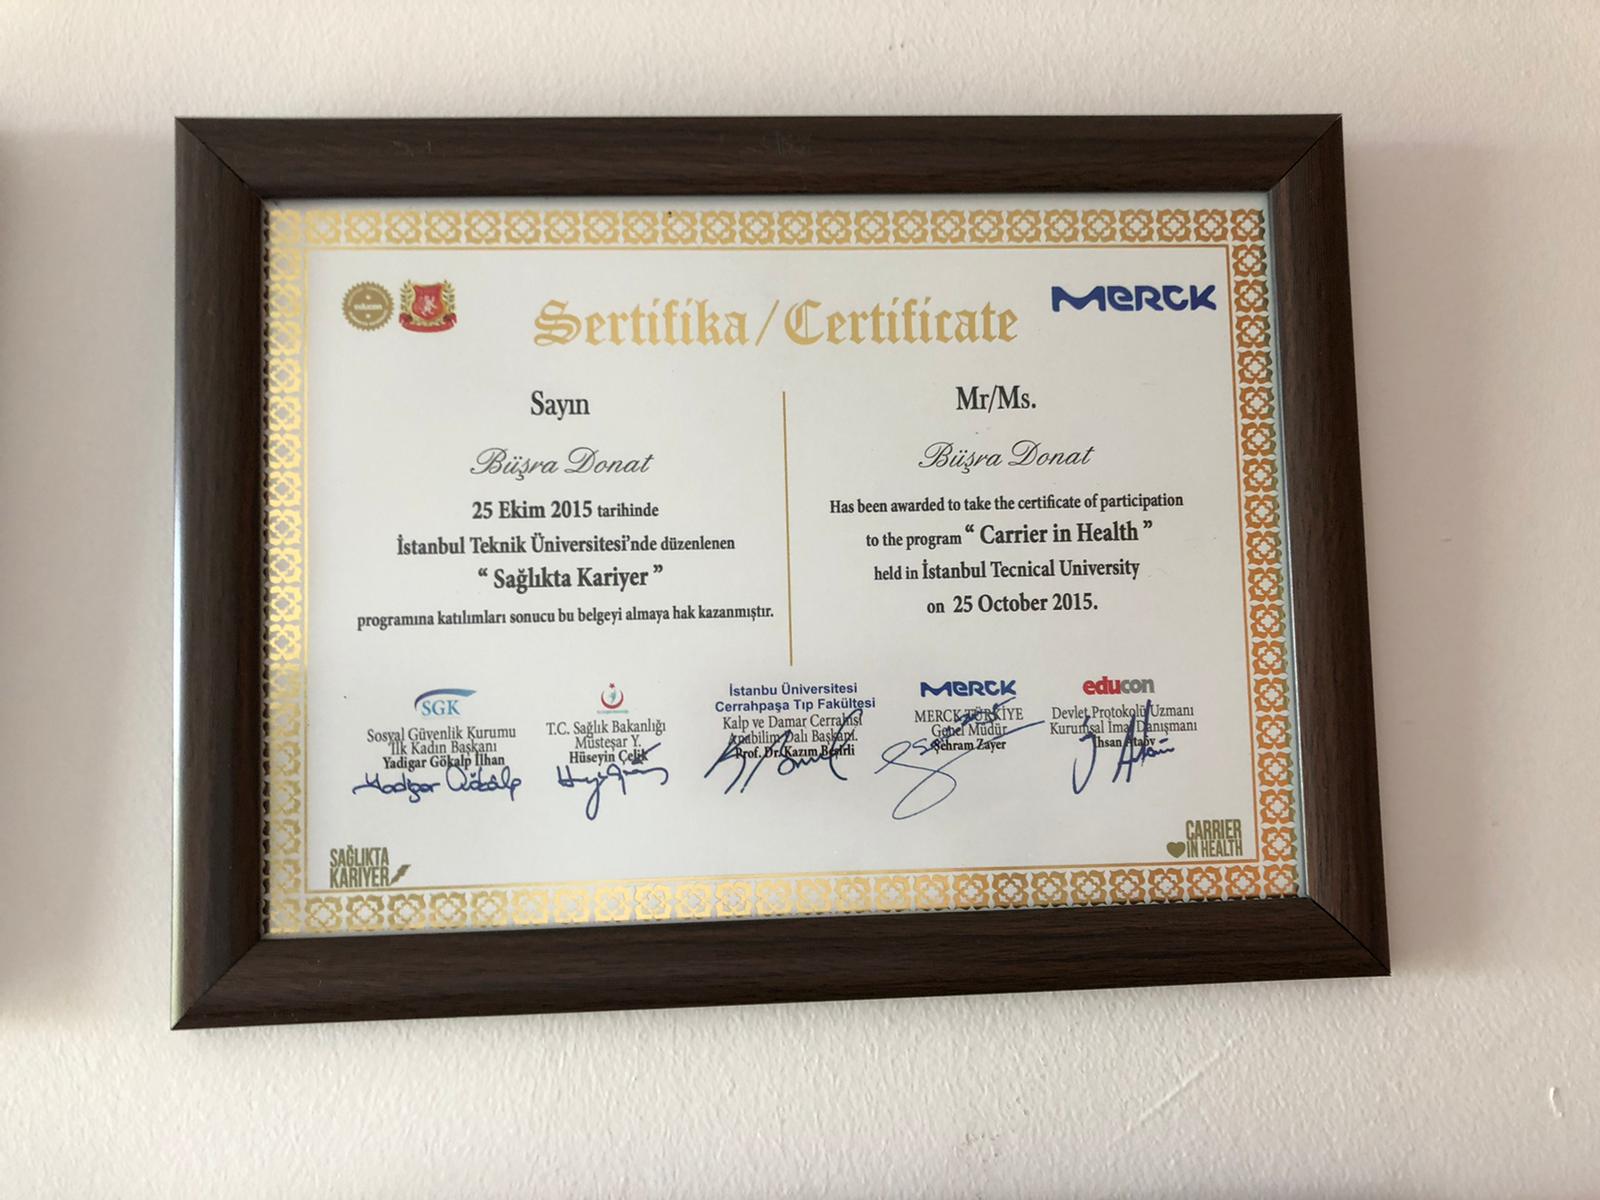 educon
Sertifika/Certificate
MERCK
Sayın
Büşra Donat
25 Ekim 2015 tarihinde
İstanbul Teknik Üniversitesi'nde düzenlenen
“ Sağlıkta Kariyer ”
programına katılımları sonucu bu belgeyi almaya hak kazanmıştır.
Mr/Ms.
Büşra Donat
Has been awarded to take the certificate of participation
to the program “ Carrier in Health ”
held in İstanbul Tecnical University
on 25 October 2015.
SGK
Sosyal Güvenlik Kurumu
İlk Kadın Başkanı
Yadigar Gökalp İlhan
T.C. Sağlık Bakanlığı
Müsteşar Y.
Hüseyin Çelik
İstanbu Üniversitesi
Cerrahpaşa Tıp Fakültesi
Kalp ve Damar Cerrahisi
Anabilim Dalı Başkanı.
Prof. Dr. Kazım Beşirli
MERCK
MERCK TÜRKİYE
Genel Müdür
Şehram Zayer
educon
Devlet Protokolü Uzmanı
Kurumsal İmaj Danışmanı
İhsan Ataöv
SAĞLIKTA
KARİYER
CARRIER
IN HEALTH